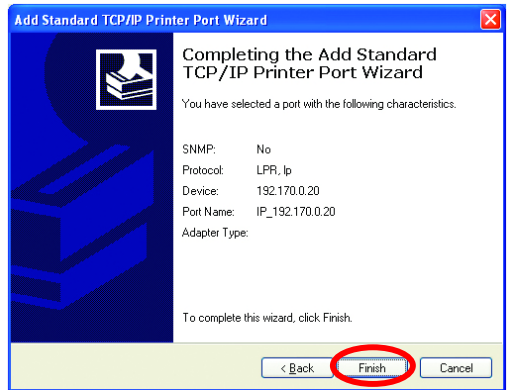 Add Standard TCP/IP Printer Port Wizard
Completing the Add Standard
TCP/IP Printer Port Wizard
You have selected a port with the following characteristics.
SNMP: No
Protocol: LPR, lp
Device: 192.170.0.20
Port Name: IP_192.170.0.20
Adapter Type:
To complete this wizard, click Finish.
< Back Finish Cancel